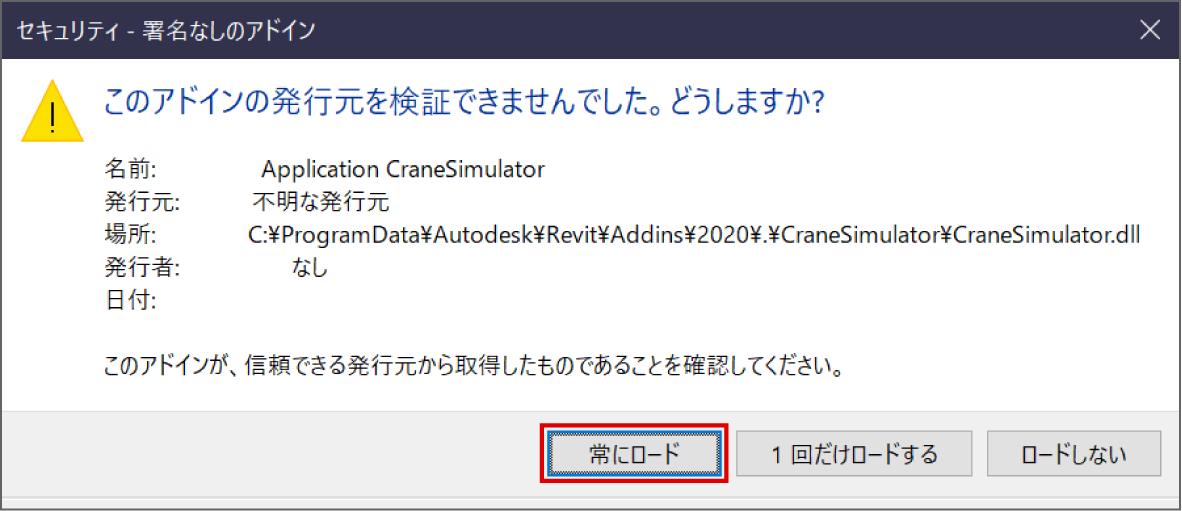 セキュリティ - 署名なしのアドイン
このアドインの発行元を検証できませんでした。どうしますか?
名前: Application CraneSimulator
発行元: 不明な発行元
場所: C:¥ProgramData¥Autodesk¥Revit¥Addins¥2020¥.¥CraneSimulator¥CraneSimulator.dll
発行者: なし
日付:
このアドインが、信頼できる発行元から取得したものであることを確認してください。
常にロード 1 回だけロードする ロードしない